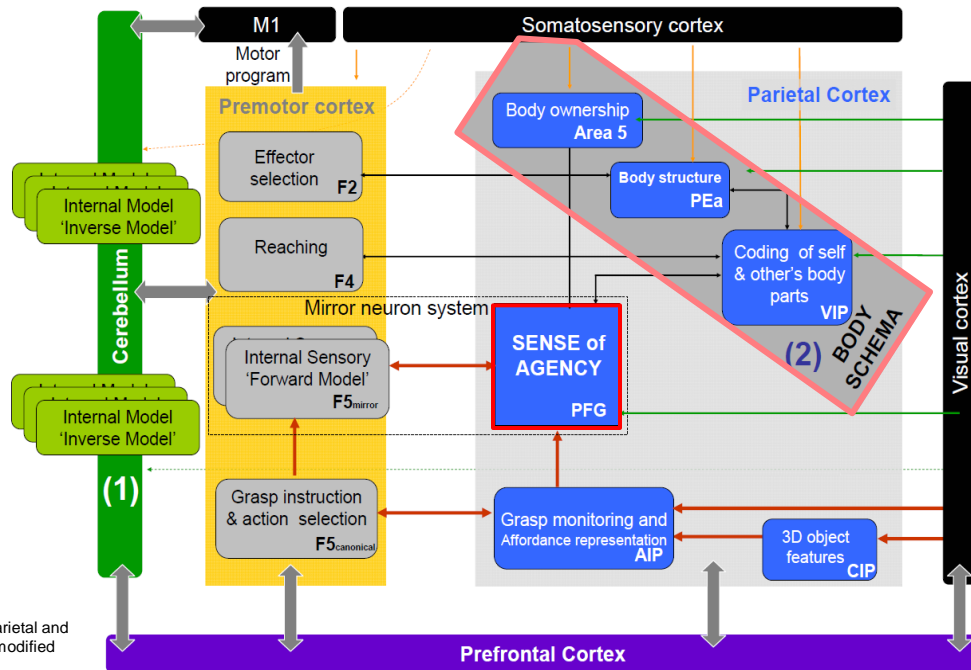 M1
Somatosensory cortex
Motor
program
Premotor cortex
Parietal Cortex
Body ownership
Area 5
Effector
selection
F2
Body structure
PEa
Internal Model
‘Inverse Model’
Reaching
F4
Coding of self
& other's body
parts
VIP
Cerebellum
Mirror neuron system
(2)
BODY
SCHEMA
Visual cortex
Internal Sensory
‘Forward Model’
F5mirror
SENSE of
AGENCY
PFG
Internal Model
‘Inverse Model’
(1)
Grasp instruction
& action selection
F5canonical
Grasp monitoring and
Affordance representation
AIP
3D object
features
CIP
arietal and
modified
Prefrontal Cortex